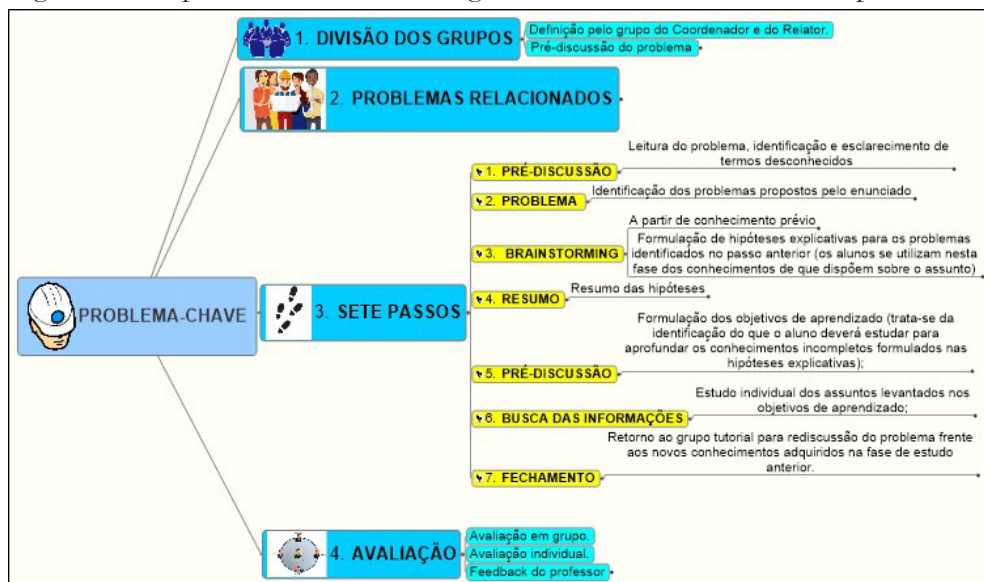 1. DIVISÃO DOS GRUPOS
Definição pelo grupo do Coordenador e do Relator.
Pré-discussão do problema
2. PROBLEMAS RELACIONADOS
PROBLEMA-CHAVE
3. SETE PASSOS
1. PRÉ-DISCUSSÃO
Leitura do problema, identificação e esclarecimento de
termos desconhecidos
2. PROBLEMA
Identificação dos problemas propostos pelo enunciado
3. BRAINSTORMING
A partir de conhecimento prévio
Formulação de hipóteses explicativas para os problemas
identificados no passo anterior (os alunos se utilizam nesta
fase dos conhecimentos de que dispõem sobre o assunto)
4. RESUMO
Resumo das hipóteses
5. PRÉ-DISCUSSÃO
Formulação dos objetivos de aprendizado (trata-se da
identificação do que o aluno deverá estudar para
aprofundar os conhecimentos incompletos formulados nas
hipóteses explicativas);
6. BUSCA DAS INFORMAÇÕES
Estudo individual dos assuntos levantados nos
objetivos de aprendizado;
7. FECHAMENTO
Retorno ao grupo tutorial para rediscussão do problema frente
aos novos conhecimentos adquiridos na fase de estudo
anterior.
4. AVALIAÇÃO
Avaliação em grupo.
Avaliação individual.
Feedback do professor